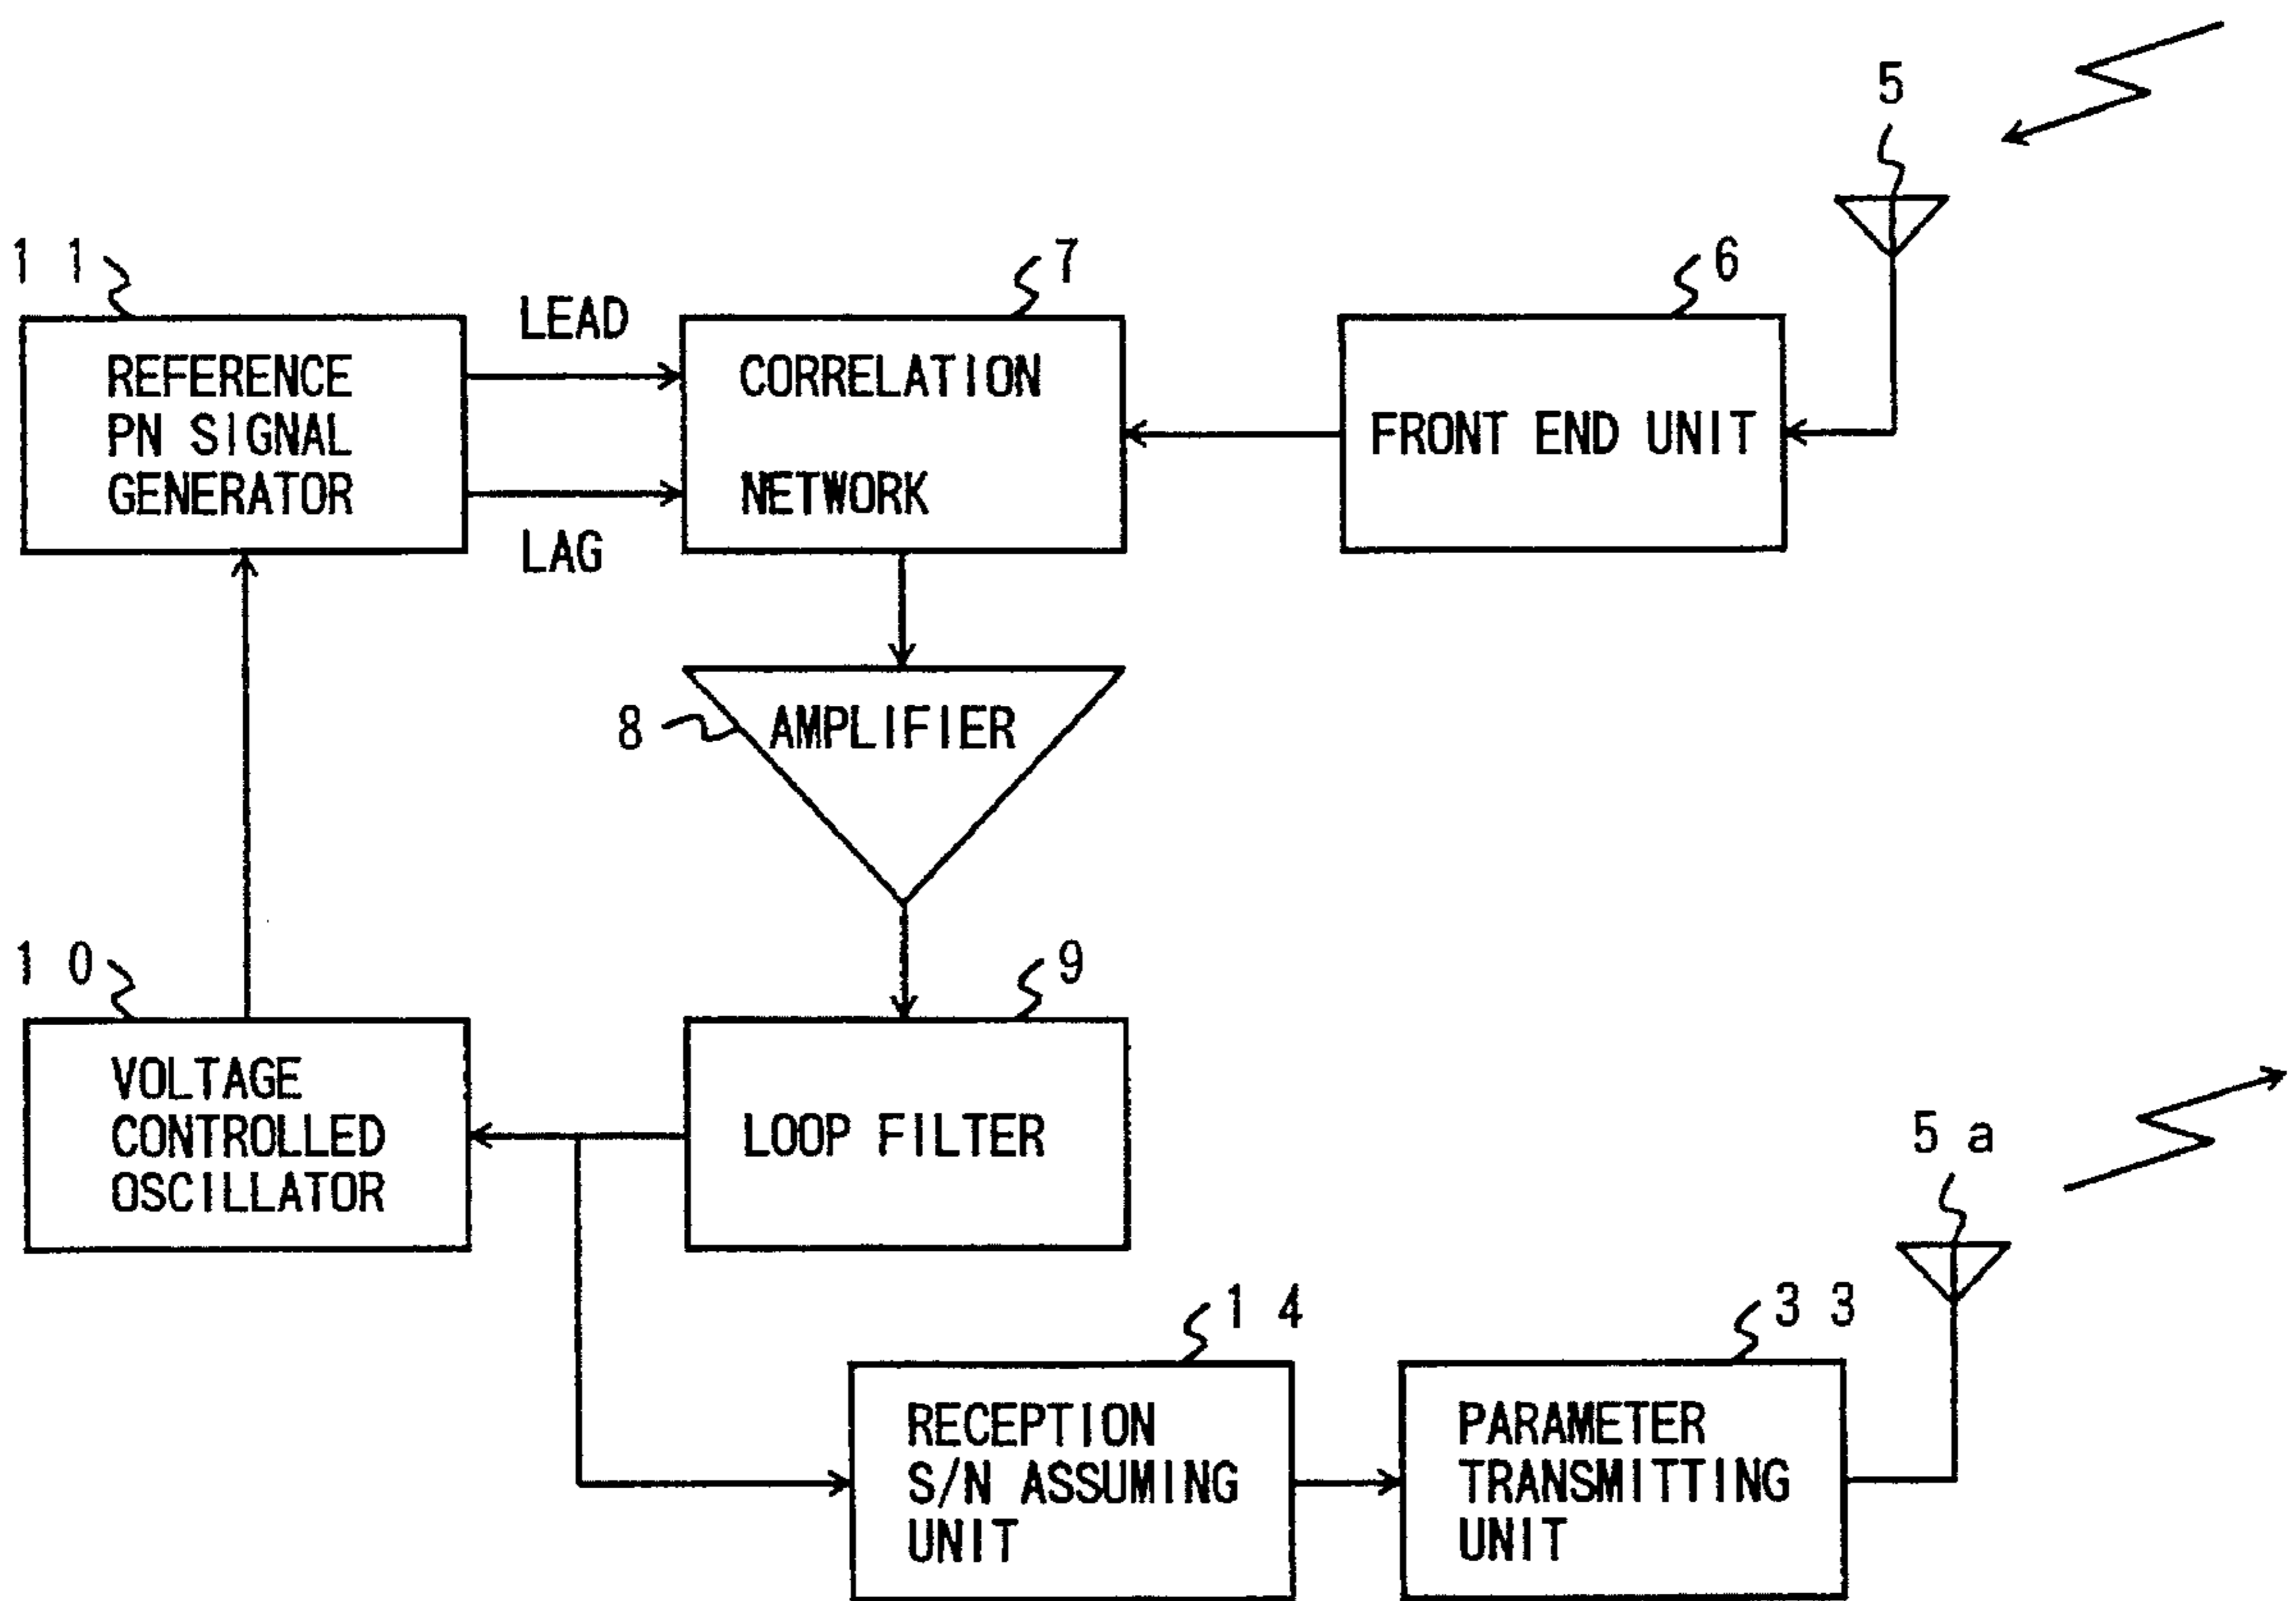 5
1 1
7
6
LEAD
REFERENCE
PN SIGNAL
GENERATOR
CORRELATION
NETWORK
FRONT END UNIT
LAG
8
AMPLIFIER
1 0
9
VOLTAGE
CONTROLLED
OSCILLATOR
LOOP FILTER
5 a
1 4
3 3
RECEPTION
S/N ASSUMING
UNIT
PARAMETER
TRANSMITTING
UNIT